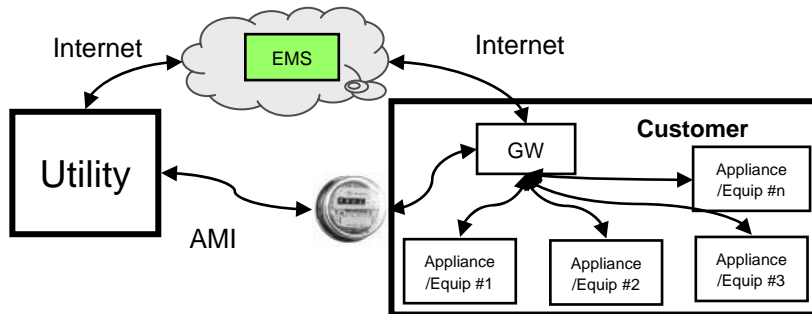 Internet
EMS
Internet
Customer
GW
Utility
Appliance
/Equip #n
AMI
Appliance
/Equip #1
Appliance
/Equip #2
Appliance
/Equip #3